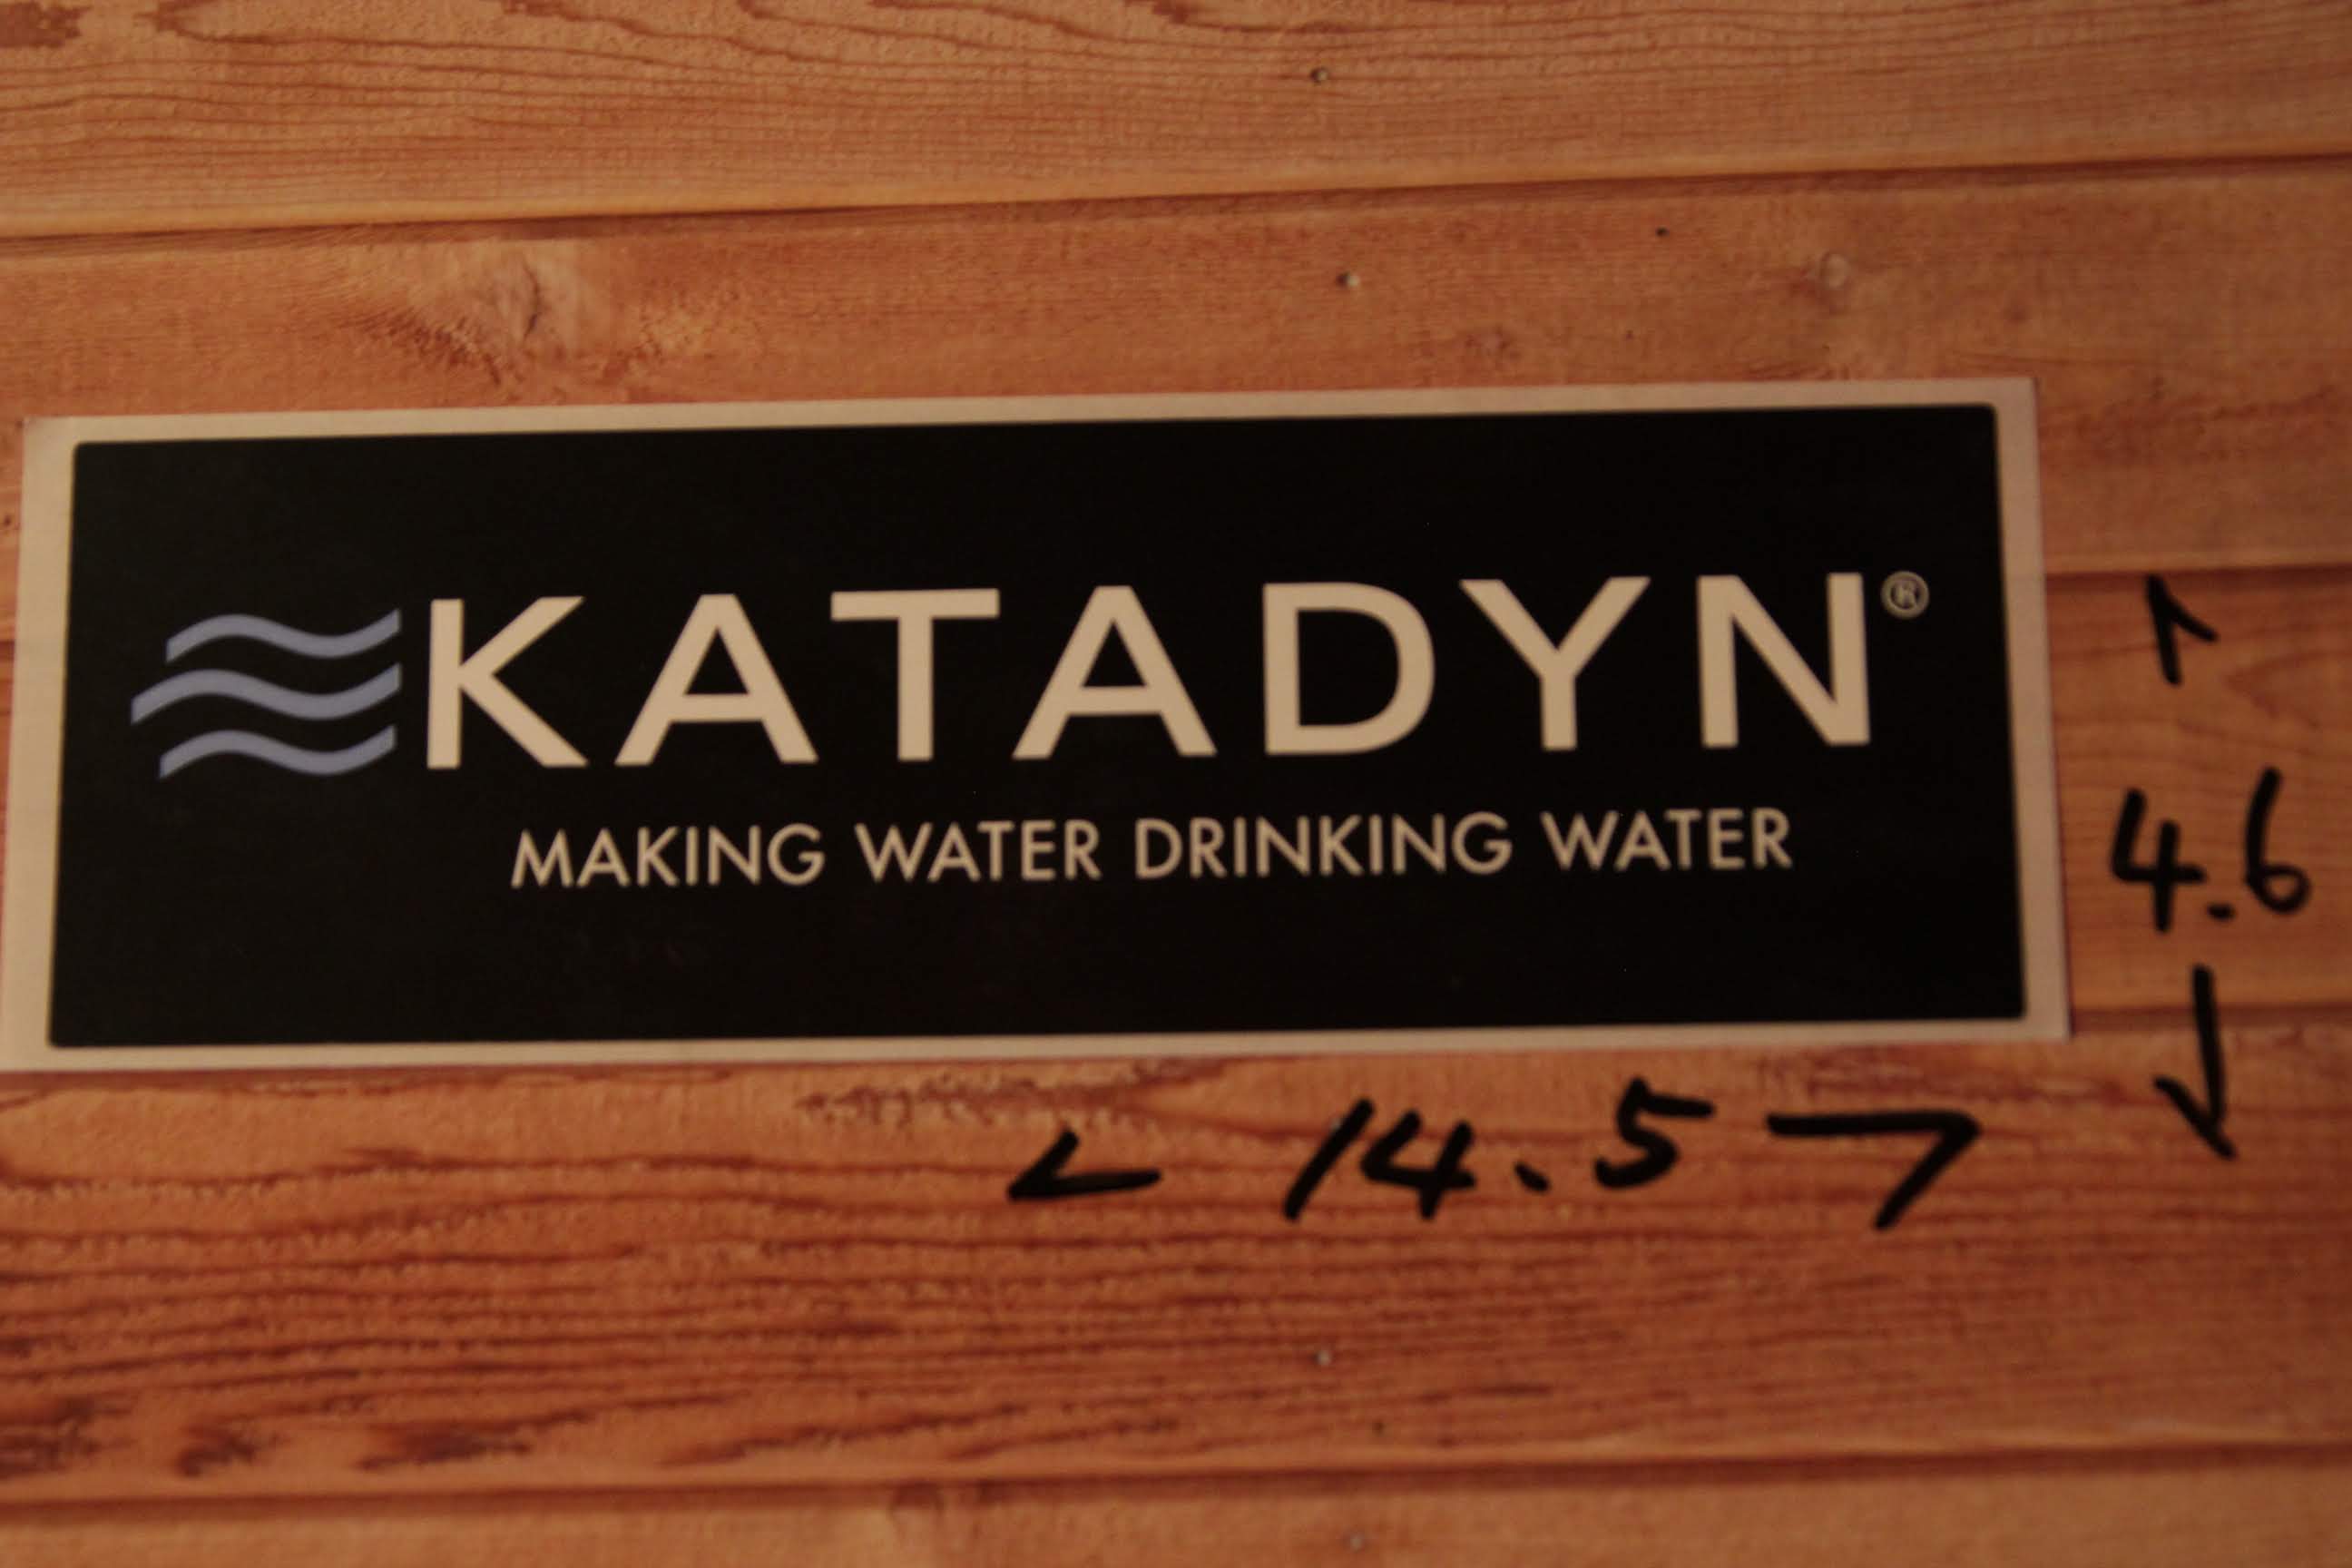 KATADYN®
MAKING WATER DRINKING WATER
4.6
14.5